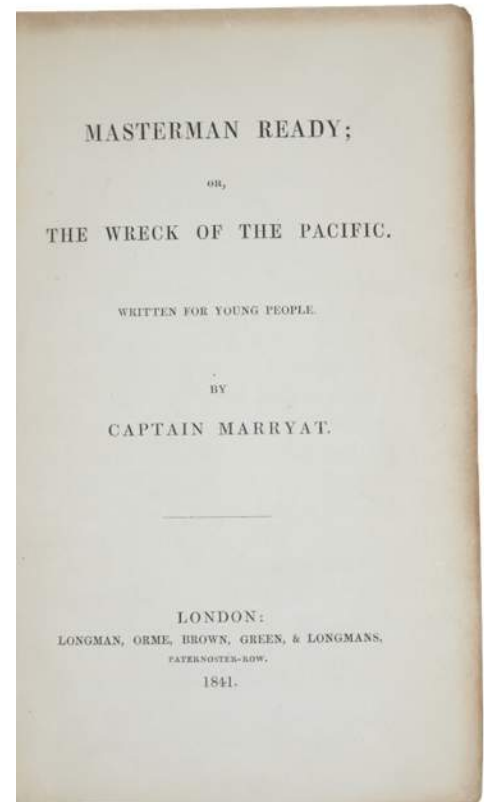 MASTERMAN READY;
OR,
THE WRECK OF THE PACIFIC.
WRITTEN FOR YOUNG PEOPLE.
BY
CAPTAIN MARRYAT.
LONDON:
LONGMAN, ORME, BROWN, GREEN, & LONGMANS,
PATERNOSTER-ROW.
1841.